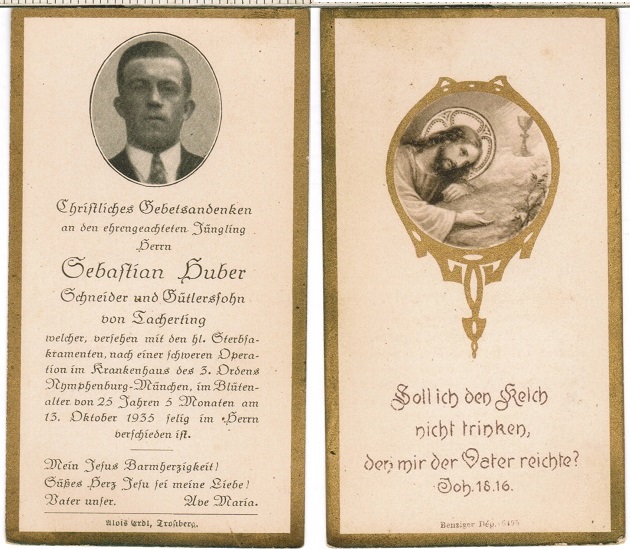 Christliches Gebetsandenken
an den ehrengeachteten Jüngling
Herrn
Sebastian Huber
Schneider und Gütlerssohn
von Tacherting
welcher, versehen mit den hl. Sterbsa-
kramenten, nach einer schweren Opera-
tion im Krankenhaus des 3. Ordens
Nymphenburg-München, im Blüten-
alter von 25 Jahren 5 Monaten am
13. Oktober 1935 selig im Herrn
verschieden ist.
Mein Jesus Barmherzigkeit!
Süßes Herz Jesu sei meine Liebe!
Vater unser. Ave Maria.
Alois Erdl, Trostberg.
Soll ich den Kelch
nicht trinken,
den mir der Vater reichte?
Joh. 18.16.
Benziger Dép.